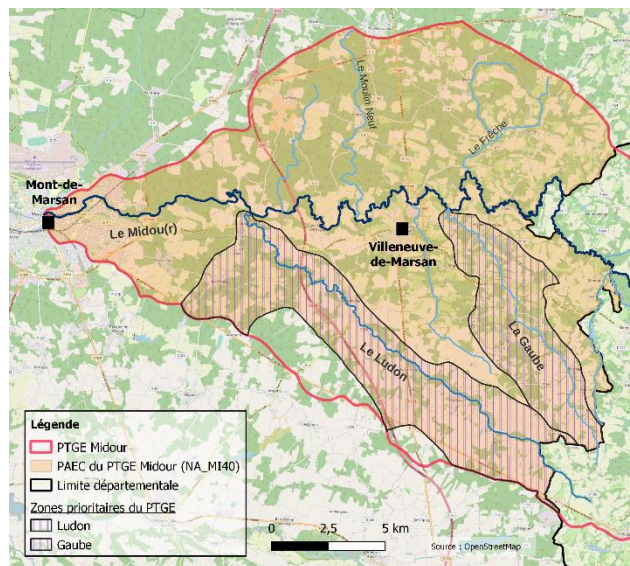 Le Moulin Neuf
Le Frêche
Mont-de-
Marsan
Le Midou(r)
Villeneuve-
de-Marsan
La Gaube
Le Ludon
Légende
PTGE Midour
PAEC du PTGE Midour (NA_MI40)
Limite départementale
Zones prioritaires du PTGE
Ludon
Gaube
0 2,5 5 km
Source : OpenStreetMap